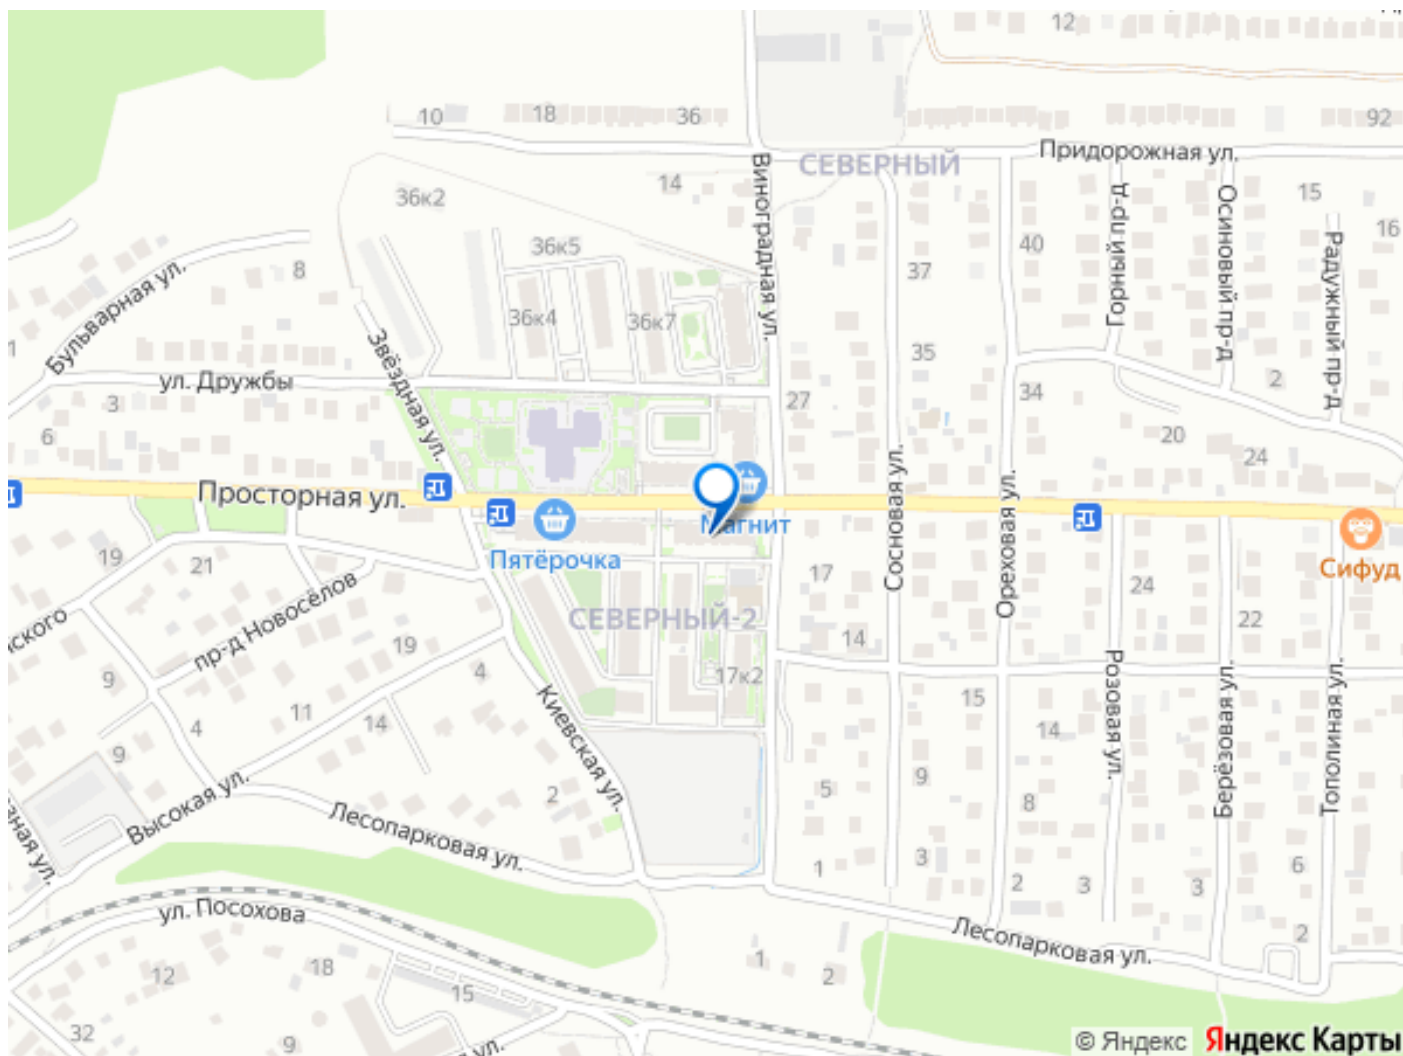 12
10
18
36
92
СЕВЕРНЫЙ
Придорожная ул.
Виноградная ул.
14
36к2
15
16
Горный пр-д
Осиновый пр-д
Радужный пр-д
36к5
40
8
37
Бульварная ул.
36к4
36к7
Звёздная ул.
35
1
ул. Дружбы
2
3
27
34
6
20
24
Просторная ул.
Сосновая ул.
Ореховая ул.
Магнит
Пятёрочка
Сифуд
19
21
17
24
пр-д Новосёлов
СЕВЕРНЫЙ-2
22
19
14
9
4
17к2
15
Киевская ул.
Розовая ул.
Берёзовая ул.
Тополиная ул.
11
14
4
14
9
2
5
9
8
Высокая ул.
Лесопарковая ул.
1
3
2
3
3
6
ул. Посохова
Лесопарковая ул.
2
12
18
15
1
2
32
9
© Яндекс
Яндекс Карты